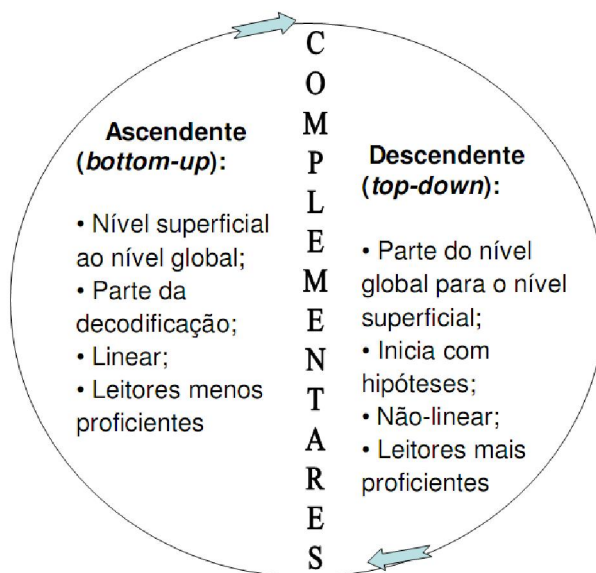 Ascendente
(bottom-up):
• Nível superficial
ao nível global;
• Parte da
decodificação;
• Linear;
• Leitores menos
proficientes
COMPLEMENTARES
Descendente
(top-down):
• Parte do nível
global para o nível
superficial;
• Inicia com
hipóteses;
• Não-linear;
• Leitores mais
proficientes